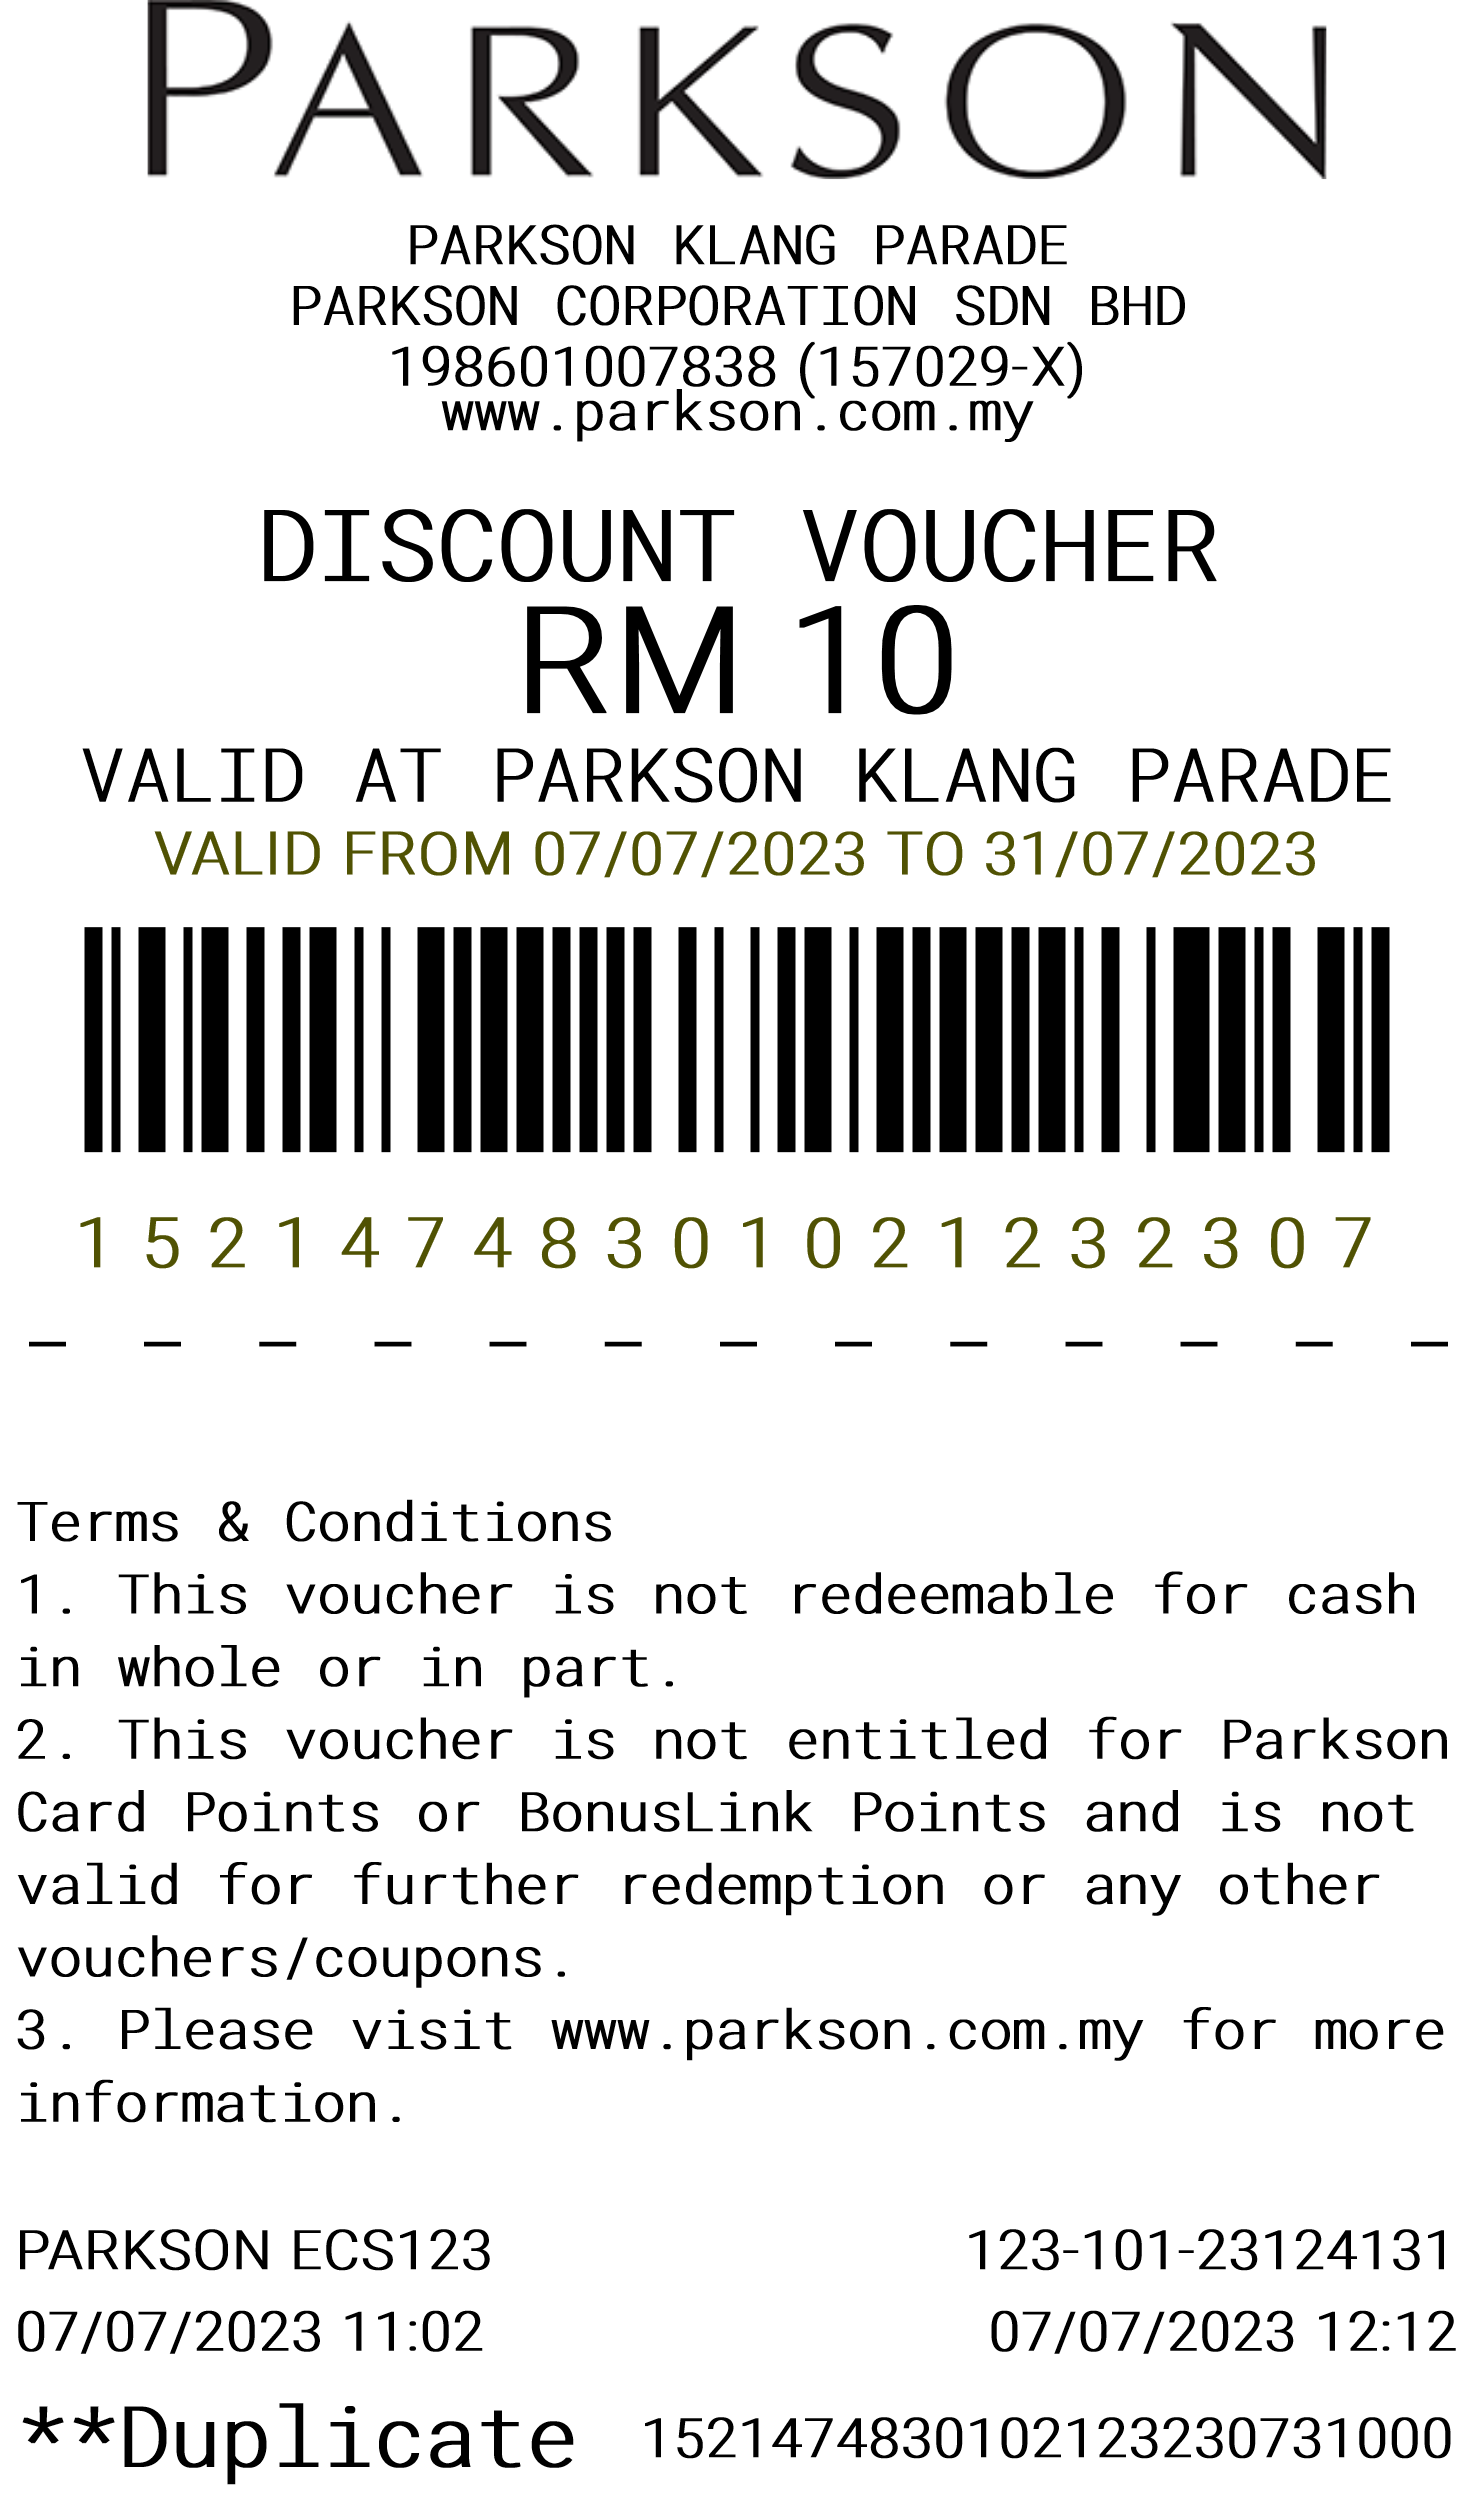 PARKSON
PARKSON KLANG PARADE
PARKSON CORPORATION SDN BHD
198601007838 (157029-X)
www.parkson.com.my
DISCOUNT VOUCHER
RM 10
VALID AT PARKSON KLANG PARADE
VALID FROM 07/07/2023 TO 31/07/2023
1 5 2 1 4 7 4 8 3 0 1 0 2 1 2 3 2 3 0 7
- - - - - - - - - - - - -
Terms & Conditions
1. This voucher is not redeemable for cash
in whole or in part.
2. This voucher is not entitled for Parkson
Card Points or BonusLink Points and is not
valid for further redemption or any other
vouchers/coupons.
3. Please visit www.parkson.com.my for more
information.
PARKSON ECS123 123-101-23124131
07/07/2023 11:02 07/07/2023 12:12
**Duplicate 1521474830102123230731000